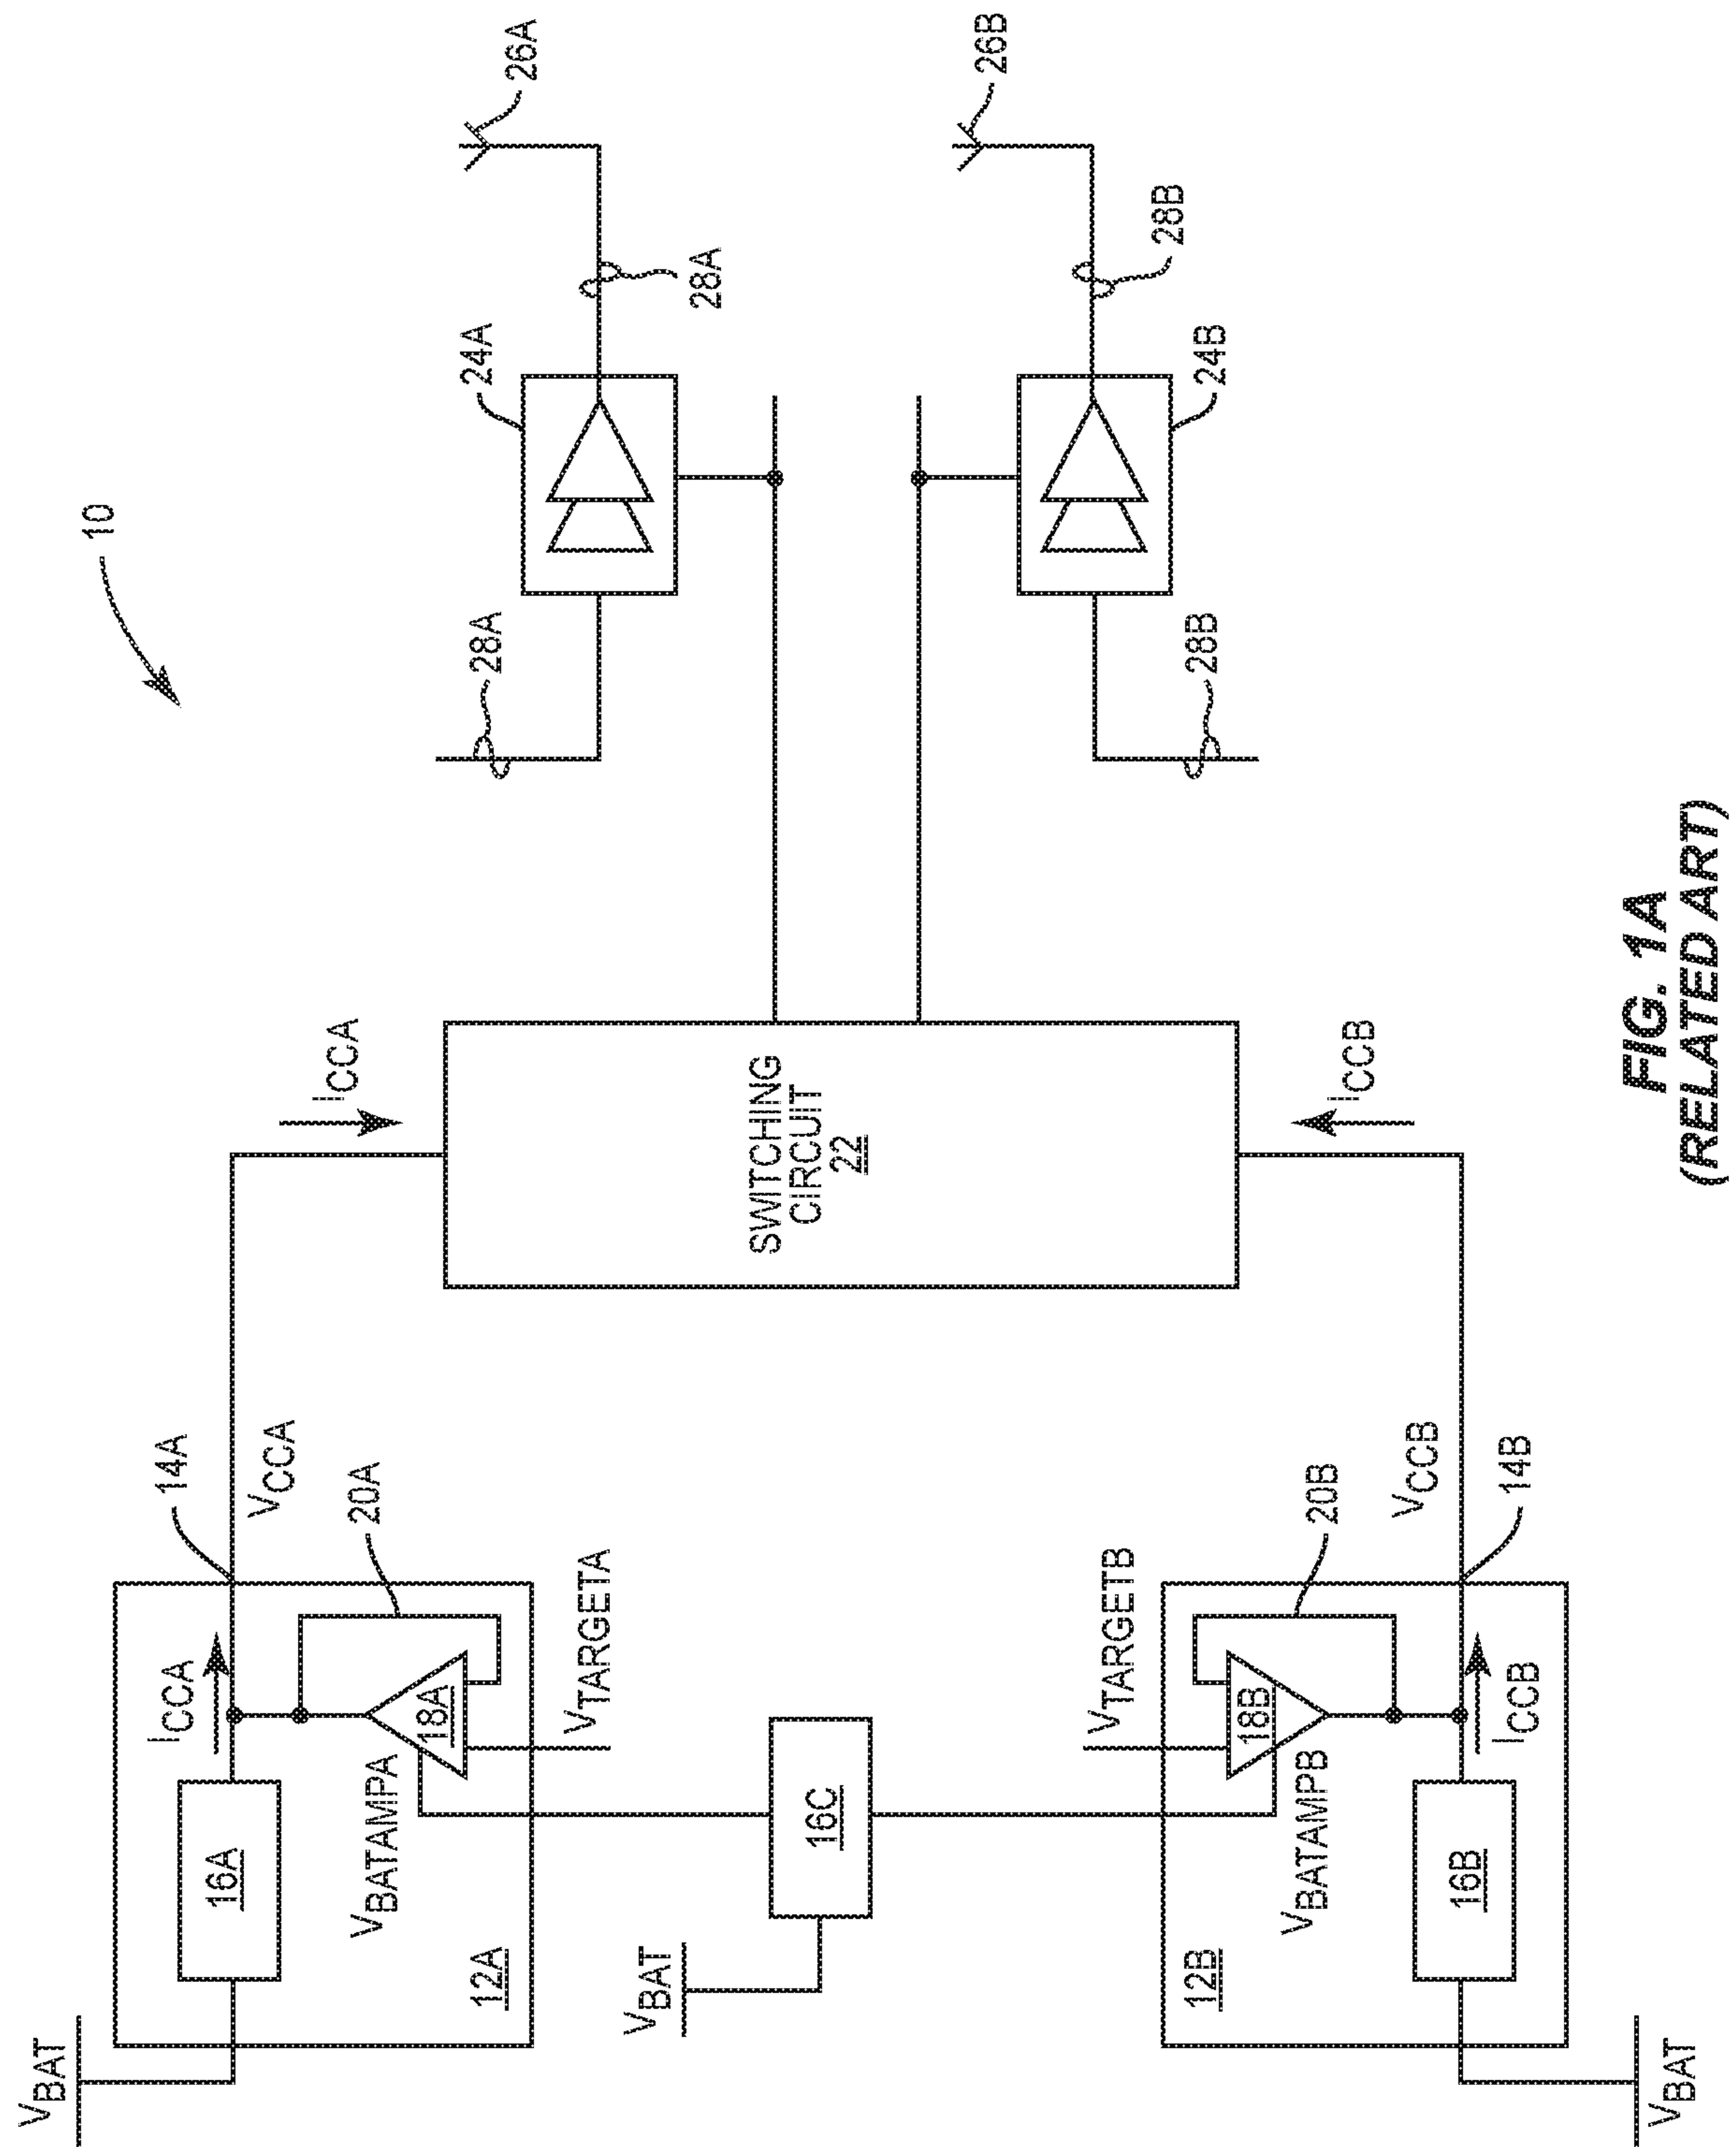 10
VBAT
16A
ICCA
14A
VCCA
ICCA
28A
24A
28A
26A
VBATAMPA
18A
20A
12A
VTARGETA
VBAT
16C
SWITCHING
CIRCUIT
22
VTARGETB
12B
VBATAMPB
18B
20B
VCCB
14B
ICCB
16B
ICCB
VBAT
28B
24B
28B
26B
FIG. 1A
(RELATED ART)